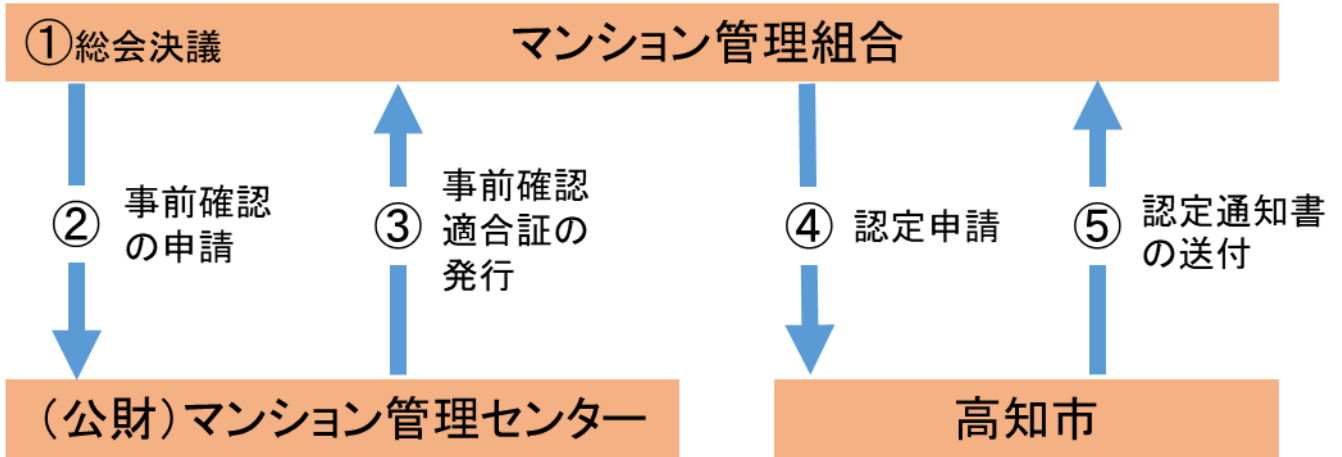 ①総会決議
マンション管理組合
②
事前確認
の申請
③
事前確認
適合証の
発行
④
認定申請
⑤
認定通知書
の送付
（公財）マンション管理センター
高知市